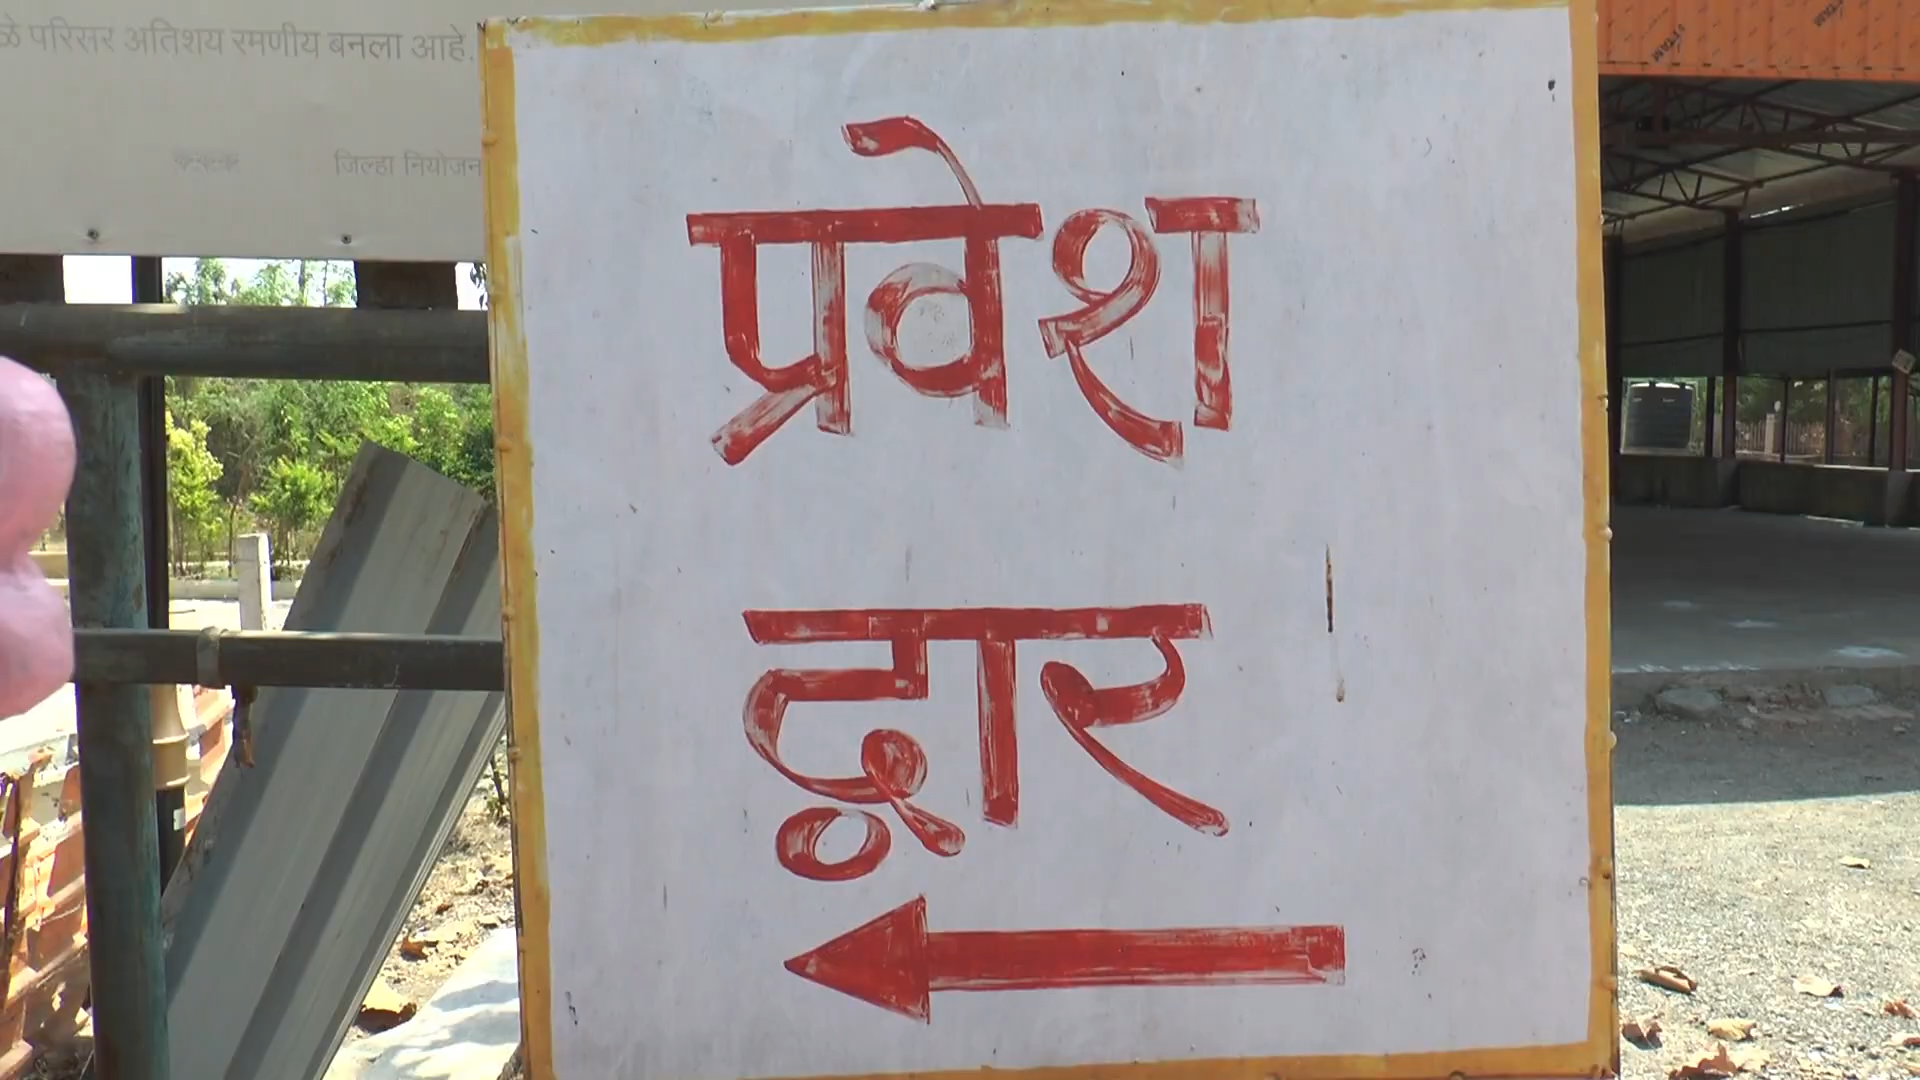 परिसर अतिशय रमणीय बनला आहे.
जिल्हा नियोजन
प्रवेश
द्वार